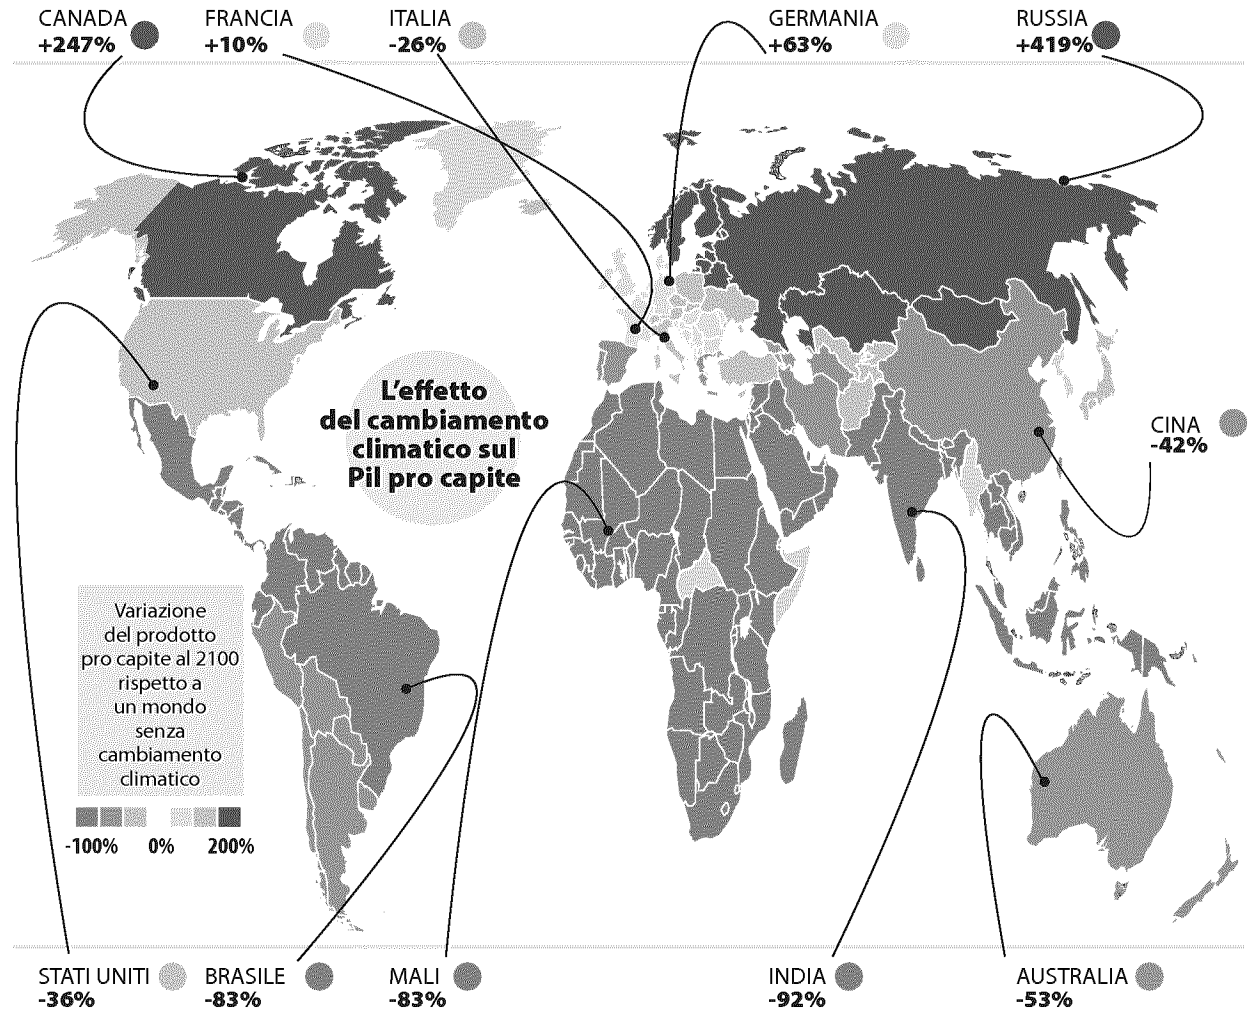 CANADA
+247%
FRANCIA
+10%
ITALIA
-26%
GERMANIA
+63%
RUSSIA
+419%
L'effetto
del cambiamento
climatico sul
Pil pro capite
CINA
-42%
Variazione
del prodotto
pro capite al 2100
rispetto a
un mondo
senza
cambiamento
climatico
-100% 0% 200%
STATI UNITI
-36%
BRASILE
-83%
MALI
-83%
INDIA
-92%
AUSTRALIA
-53%